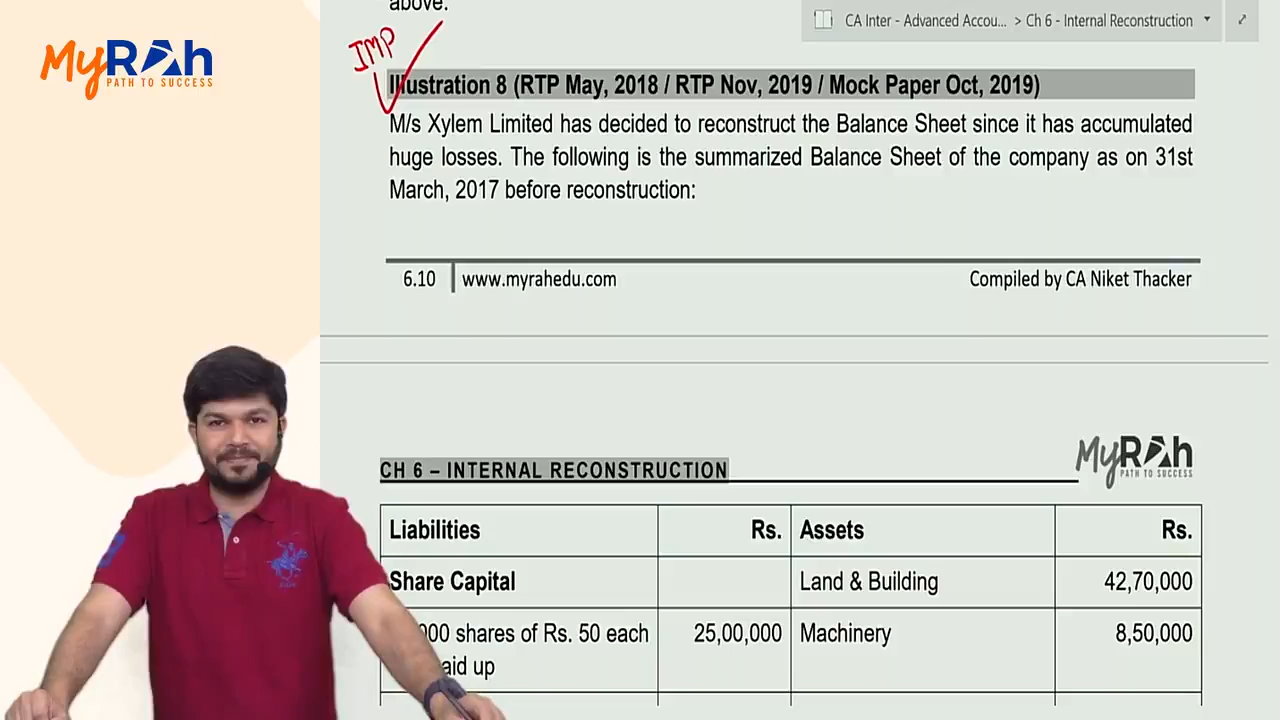 above.
CA Inter - Advanced Accou... > Ch 6 - Internal Reconstruction
MyRAh
PATH TO SUCCESS
IMP
Illustration 8 (RTP May, 2018 / RTP Nov, 2019 / Mock Paper Oct, 2019)
M/s Xylem Limited has decided to reconstruct the Balance Sheet since it has accumulated
huge losses. The following is the summarized Balance Sheet of the company as on 31st
March, 2017 before reconstruction:
6.10 www.myrahedu.com Compiled by CA Niket Thacker
MyRAh
PATH TO SUCCESS
CH 6 – INTERNAL RECONSTRUCTION
Liabilities Rs. Assets Rs.
Share Capital Land & Building 42,70,000
000 shares of Rs. 50 each 25,00,000 Machinery 8,50,000
aid up